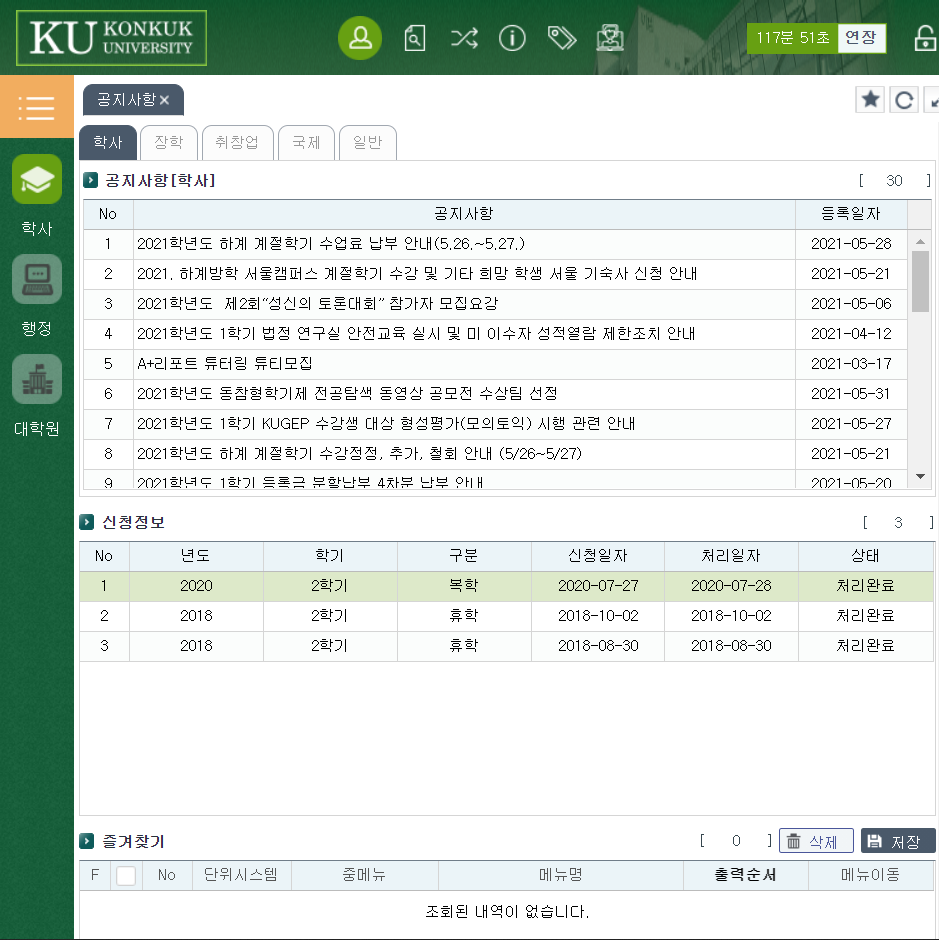 KU KONKUK UNIVERSITY
117분 51초 연장
공지사항
학사 장학 취창업 국제 일반
공지사항[학사] [ 30 ]
No 공지사항 등록일자
1 2021학년도 하계 계절학기 수업료 납부 안내(5.26.~5.27.) 2021-05-28
2 2021. 하계방학 서울캠퍼스 계절학기 수강 및 기타 희망 학생 서울 기숙사 신청 안내 2021-05-21
3 2021학년도 제2회“성신의 토론대회” 참가자 모집요강 2021-05-06
4 2021학년도 1학기 법정 연구실 안전교육 실시 및 미 이수자 성적열람 제한조치 안내 2021-04-12
5 A+리포트 튜터링 튜티모집 2021-03-17
6 2021학년도 동참형학기제 전공탐색 동영상 공모전 수상팀 선정 2021-05-31
7 2021학년도 1학기 KUGEP 수강생 대상 형성평가(모의토익) 시행 관련 안내 2021-05-27
8 2021학년도 하계 계절학기 수강정정, 추가, 철회 안내 (5/26~5/27) 2021-05-21
9 2021학년도 1학기 등록금 분할납부 4차분 납부 안내 2021-05-20
학사
행정
대학원
신청정보 [ 3 ]
No 년도 학기 구분 신청일자 처리일자 상태
1 2020 2학기 복학 2020-07-27 2020-07-28 처리완료
2 2018 2학기 휴학 2018-10-02 2018-10-02 처리완료
3 2018 2학기 휴학 2018-08-30 2018-08-30 처리완료
즐겨찾기 [ 0 ] 삭제 저장
F No 단위시스템 중메뉴 메뉴명 출력순서 메뉴이동
조회된 내역이 없습니다.